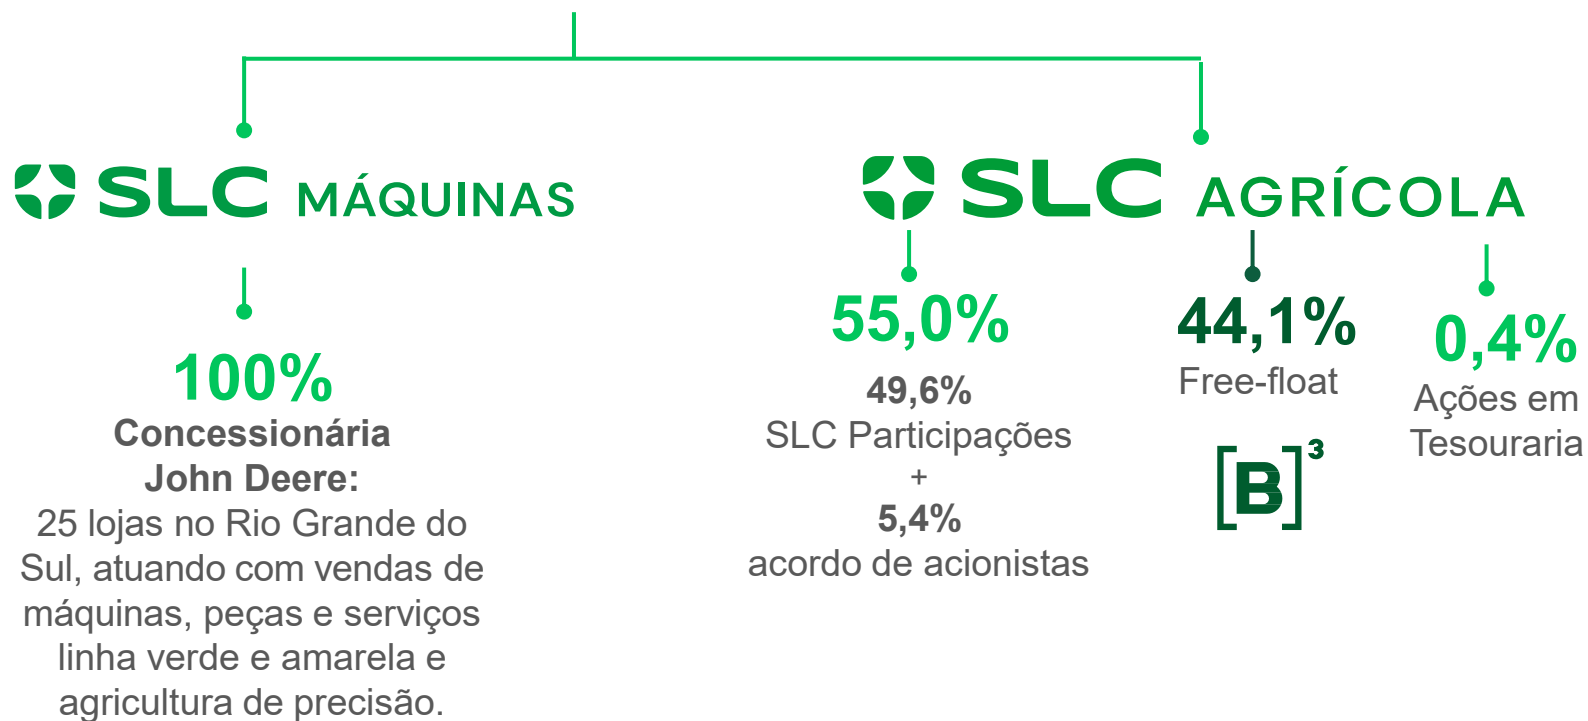 SLC MÁQUINAS
100%
Concessionária
John Deere:
25 lojas no Rio Grande do
Sul, atuando com vendas de
máquinas, peças e serviços
linha verde e amarela e
agricultura de precisão.
SLC AGRÍCOLA
55,0%
49,6%
SLC Participações
+
5,4%
acordo de acionistas
44,1%
Free-float
[B]³
0,4%
Ações em
Tesouraria